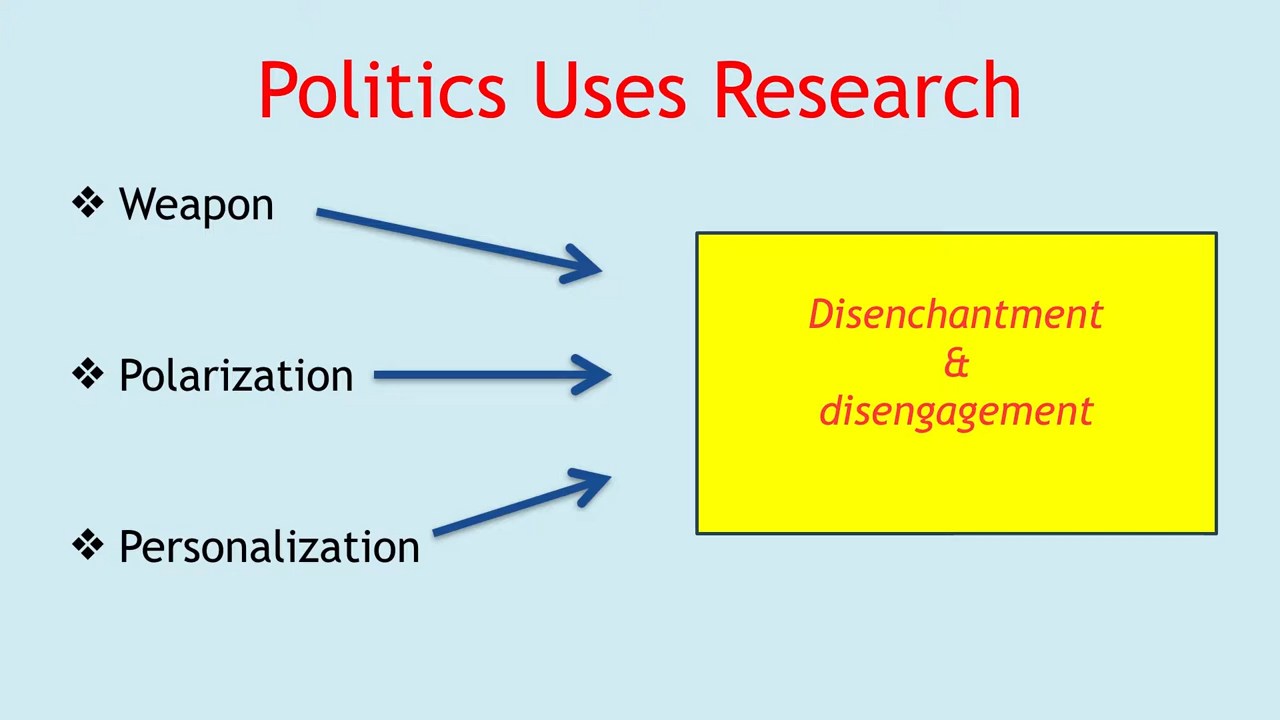 Politics Uses Research
❖ Weapon
❖ Polarization
❖ Personalization
Disenchantment
&
disengagement